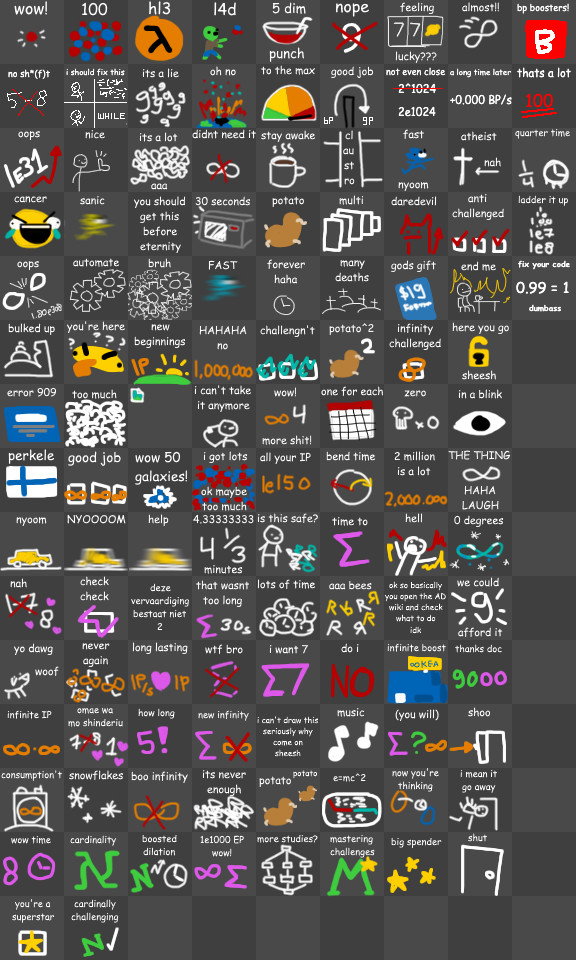 wow!
100
hl3
λ
l4d
5 dim
punch
nope
9
feeling
77
lucky???
almost!!
bp boosters!
B
no sh*(f)t
5 - 8
i should fix this
WHILE
its a lie
oh no
to the max
good job
bP
gP
not even close
2^1024
2e1024
a long time later
+0,000 BP/s
thats a lot
100
oops
1e31
nice
its a lot
aaa
didnt need it
stay awake
cl
au
st
ro
fast
nyoom
atheist
nah
quarter time
1/4
cancer
sanic
you should
get this
before
eternity
30 seconds
potato
multi
daredevil
anti
challenged
ladder it up
1e7
1e8
oops
1.80e308
automate
bruh
FAST
forever
haha
many
deaths
gods gift
$19
Fortnite
end me
fix your code
0.99 = 1
dumbass
bulked up
you're here
????
new
beginnings
IP
HAHAHA
no
1,000,000
challengn't
potato^2
2
infinity
challenged
here you go
sheesh
error 909
too much
i can't take
it anymore
wow!
∞4
more shit!
one for each
zero
x0
in a blink
perkele
good job
wow 50
galaxies!
i got lots
ok maybe
too much
all your IP
1e150
bend time
2 million
is a lot
2,000,000
THE THING
HAHA
LAUGH
nyoom
NYOOOOM
help
4,33333333
4 1/3
minutes
is this safe?
time to
Σ
hell
0 degrees
nah
1 7 8
check
check
deze
vervaardiging
bestaat niet
2
that wasnt
too long
Σ 30s
lots of time
aaa bees
R R R R R R
ok so basically
you open the AD
wiki and check
what to do
idk
we could
9
afford it
yo dawg
woof
never
again
long lasting
IP/s IP
wtf bro
Σ
i want 7
Σ7
do i
NO
infinite boost
∞KEA
thanks doc
9000
infinite IP
∞·∞
omae wa
mo shinderiu
7 8 1
how long
5!
new infinity
Σ ∞
i can't draw this
seriously why
come on
sheesh
music
(you will)
Σ?∞
shoo
consumption't
∞
snowflakes
boo infinity
∞
its never
enough
potato
potato
e=mc^2
now you're
thinking
i mean it
go away
wow time
8
cardinality
N
boosted
dilation
N
1e1000 EP
wow!
∞ Σ
more studies?
mastering
challenges
M
big spender
shut
you're a
superstar
cardinally
challenging
N